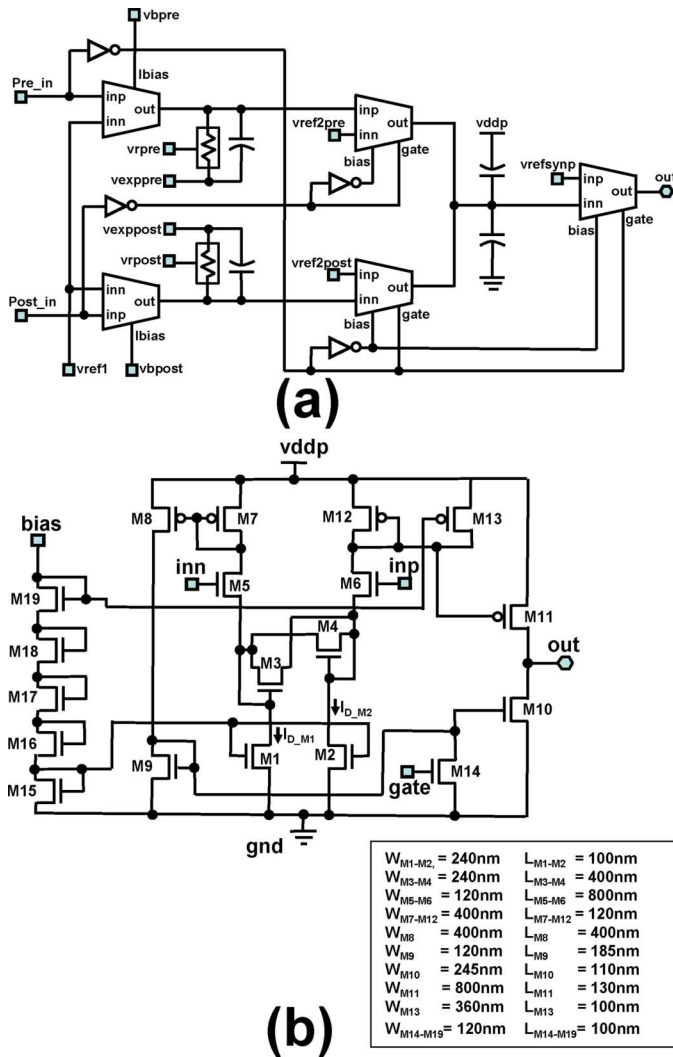 vbpre
Ibias
Pre_in
inp
out
inn
vrpre
vexppre
vref2pre
inp
out
inn
bias
gate
vddp
vrefsynp
inp
out
inn
bias
gate
out
vexppost
vrpost
vref2post
inp
out
inn
bias
gate
Post_in
inn
out
inp
Ibias
vref1
vbpost
(a)
vddp
bias
M8
M7
M12
M13
inn
M5
M6
inp
M19
M18
M17
M16
M15
M3
M4
M11
out
M10
I_D_M1
I_D_M2
M9
M1
M2
M14
gate
gnd
W_M1-M2, = 240nm L_M1-M2 = 100nm
W_M3-M4 = 240nm L_M3-M4 = 400nm
W_M5-M6 = 120nm L_M5-M6 = 800nm
W_M7-M12 = 400nm L_M7-M12 = 120nm
W_M8 = 400nm L_M8 = 400nm
W_M9 = 120nm L_M9 = 185nm
W_M10 = 245nm L_M10 = 110nm
W_M11 = 800nm L_M11 = 130nm
W_M13 = 360nm L_M13 = 100nm
W_M14-M19 = 120nm L_M14-M19 = 100nm
(b)